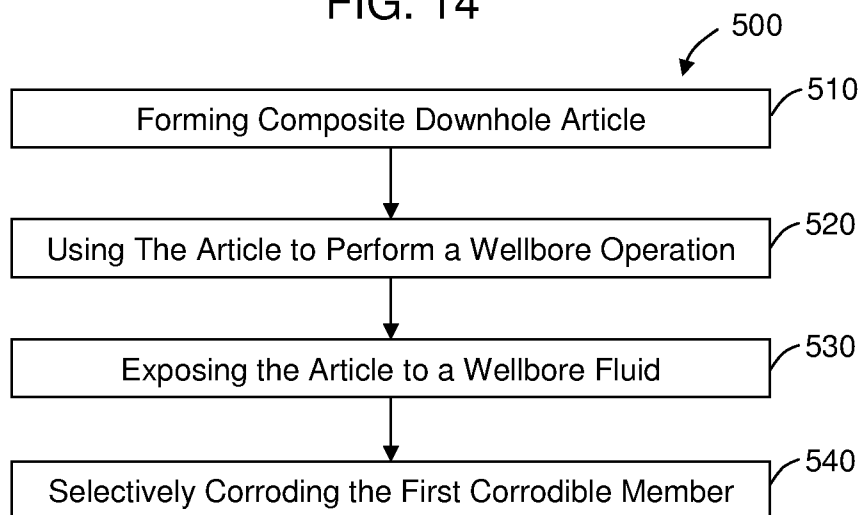 FIG. 14
500
510
Forming Composite Downhole Article
520
Using The Article to Perform a Wellbore Operation
530
Exposing the Article to a Wellbore Fluid
540
Selectively Corroding the First Corrodible Member